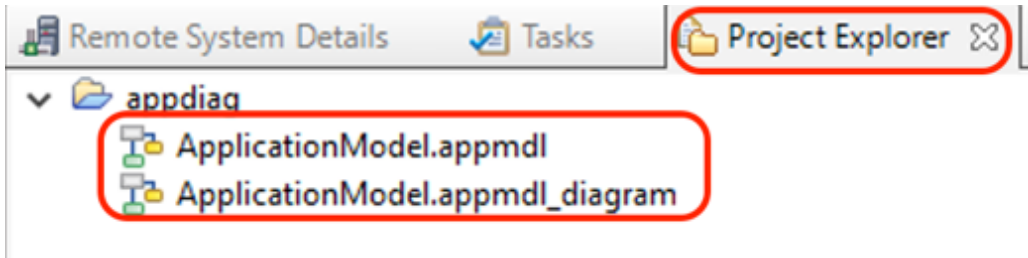 Remote System Details Tasks Project Explorer
appdiag
ApplicationModel.appmdl
ApplicationModel.appmdl_diagram